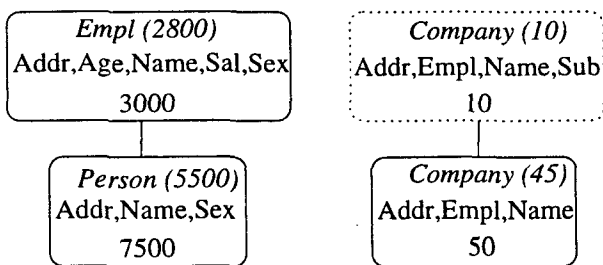 Empl (2800)
Addr,Age,Name,Sal,Sex
3000
Company (10)
Addr,Empl,Name,Sub
10
Person (5500)
Addr,Name,Sex
7500
Company (45)
Addr,Empl,Name
50